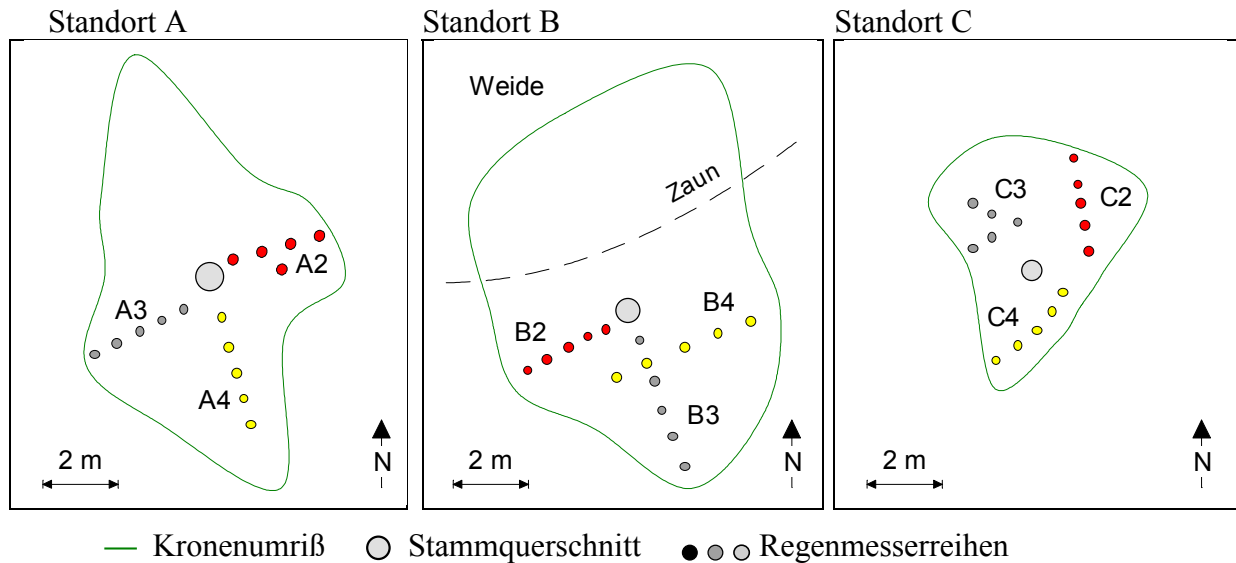 Standort A
Standort B
Standort C
Weide
Zaun
A2
A3
A4
2 m
N
B2
B4
B3
2 m
N
C3
C2
C4
2 m
N
Kronenumriß
Stammquerschnitt
Regenmesserreihen